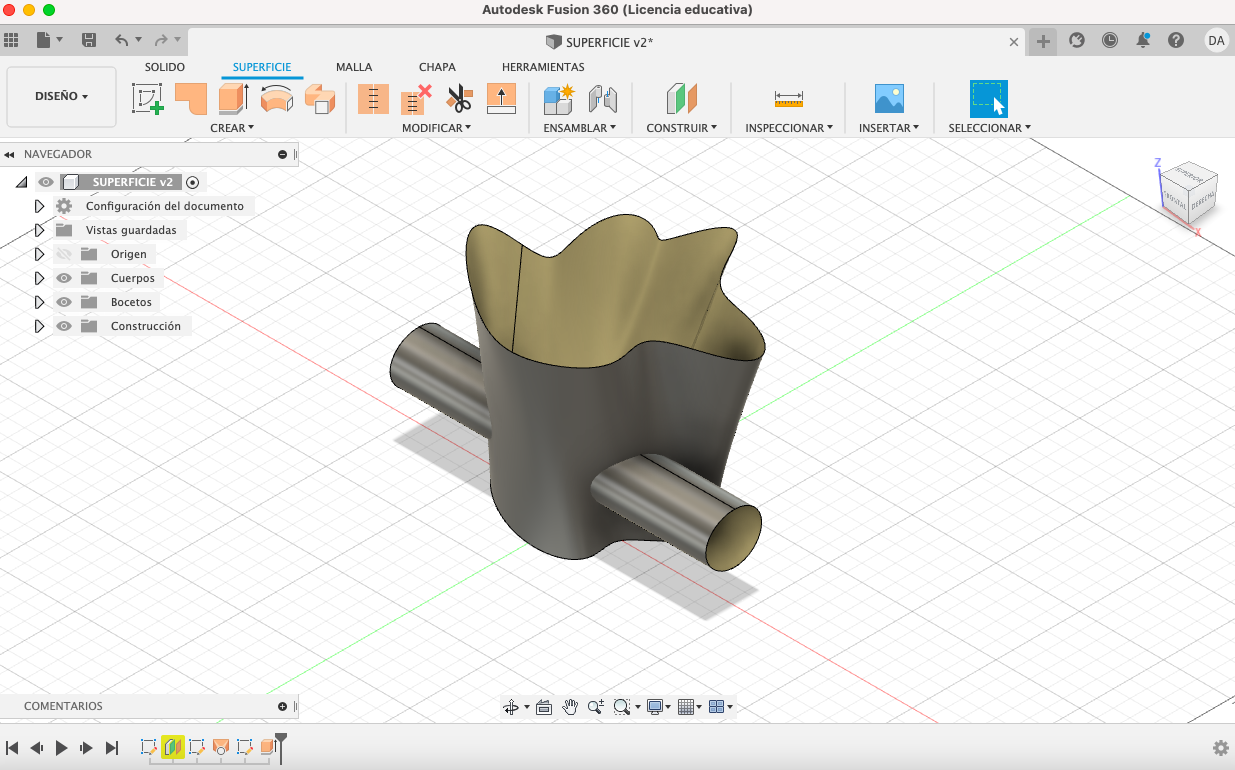 Autodesk Fusion 360 (Licencia educativa)
SUPERFICIE v2*
DA
DISEÑO
SOLIDO
SUPERFICIE
MALLA
CHAPA
HERRAMIENTAS
CREAR
MODIFICAR
ENSAMBLAR
CONSTRUIR
INSPECCIONAR
INSERTAR
SELECCIONAR
NAVEGADOR
SUPERFICIE v2
Configuración del documento
Vistas guardadas
Origen
Cuerpos
Bocetos
Construcción
Z
SUPERIOR
FRONTAL
DERECHA
X
COMENTARIOS